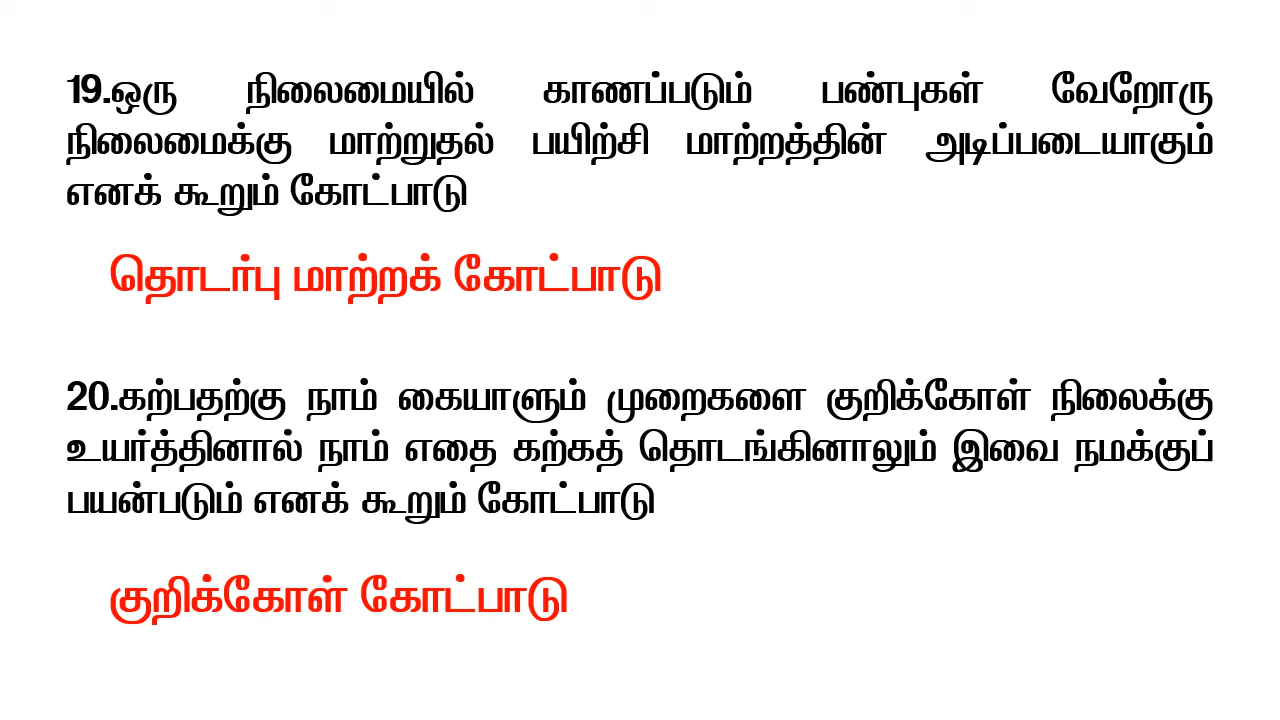 19.ஒரு நிலைமையில் காணப்படும் பண்புகள் வேறோரு
நிலைமைக்கு மாற்றுதல் பயிற்சி மாற்றத்தின் அடிப்படையாகும்
எனக் கூறும் கோட்பாடு
தொடர்பு மாற்றக் கோட்பாடு
20.கற்பதற்கு நாம் கையாளும் முறைகளை குறிக்கோள் நிலைக்கு
உயர்த்தினால் நாம் எதை கற்கத் தொடங்கினாலும் இவை நமக்குப்
பயன்படும் எனக் கூறும் கோட்பாடு
குறிக்கோள் கோட்பாடு